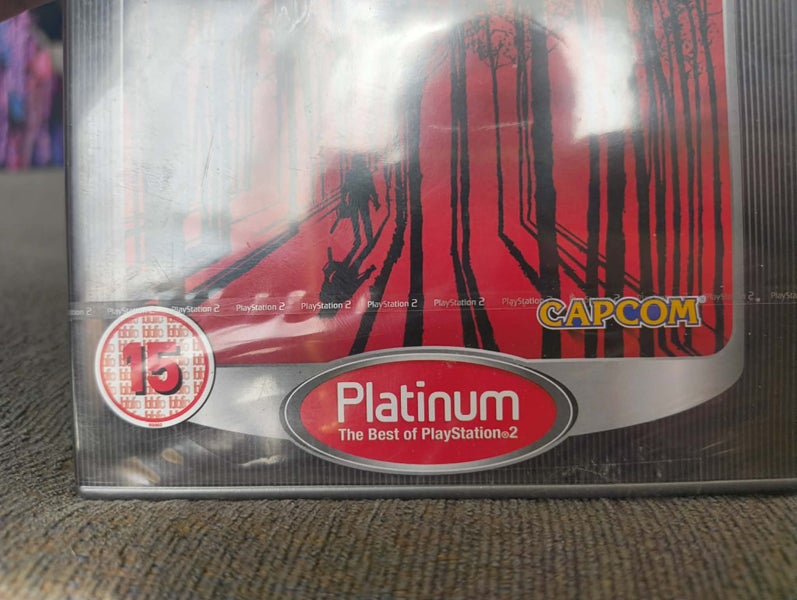 PlayStation 2 PlayStation 2 PlayStation 2 PlayStation 2 PlayStation 2 PlayStation 2 PlayStation
CAPCOM
15
Platinum
The Best of PlayStation®2